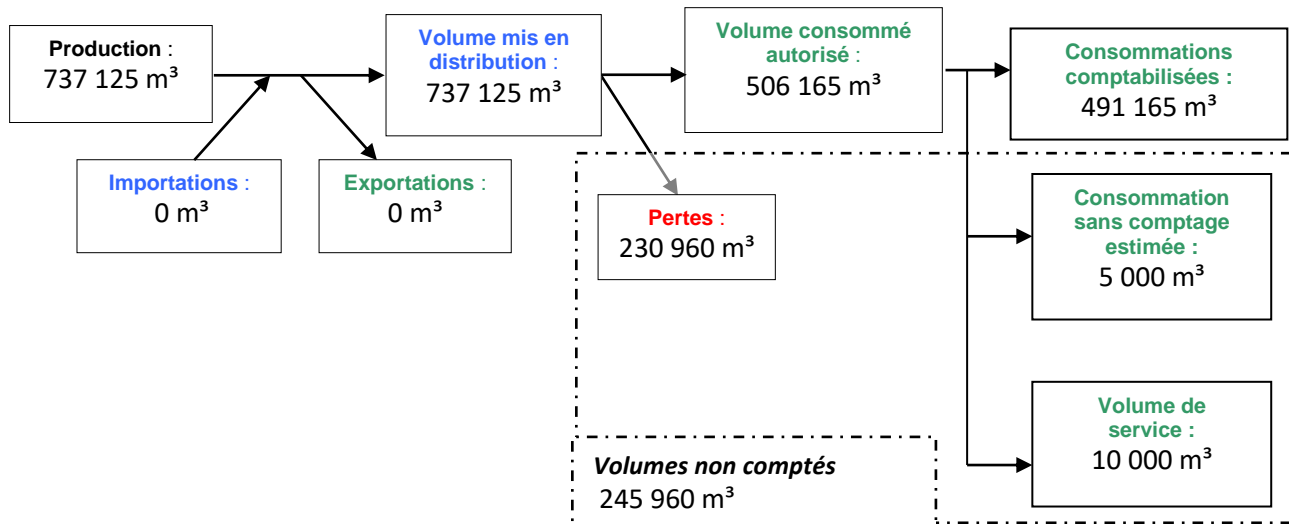 Production :
737 125 m³
Volume mis en
distribution :
737 125 m³
Volume consommé
autorisé :
506 165 m³
Consommations
comptabilisées :
491 165 m³
Importations :
0 m³
Exportations :
0 m³
Pertes :
230 960 m³
Consommation
sans comptage
estimée :
5 000 m³
Volume de
service :
10 000 m³
Volumes non comptés
245 960 m³